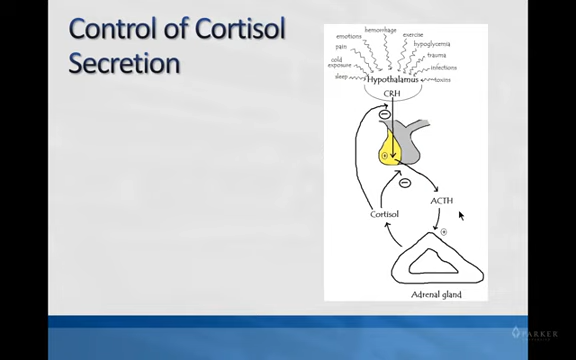 Control of Cortisol
Secretion
hemorrhage
emotions
exercise
pain
hypoglycemia
trauma
cold
exposure
infections
sleep
toxins
Hypothalamus
CRH
ACTH
Cortisol
Adrenal gland
PARKER